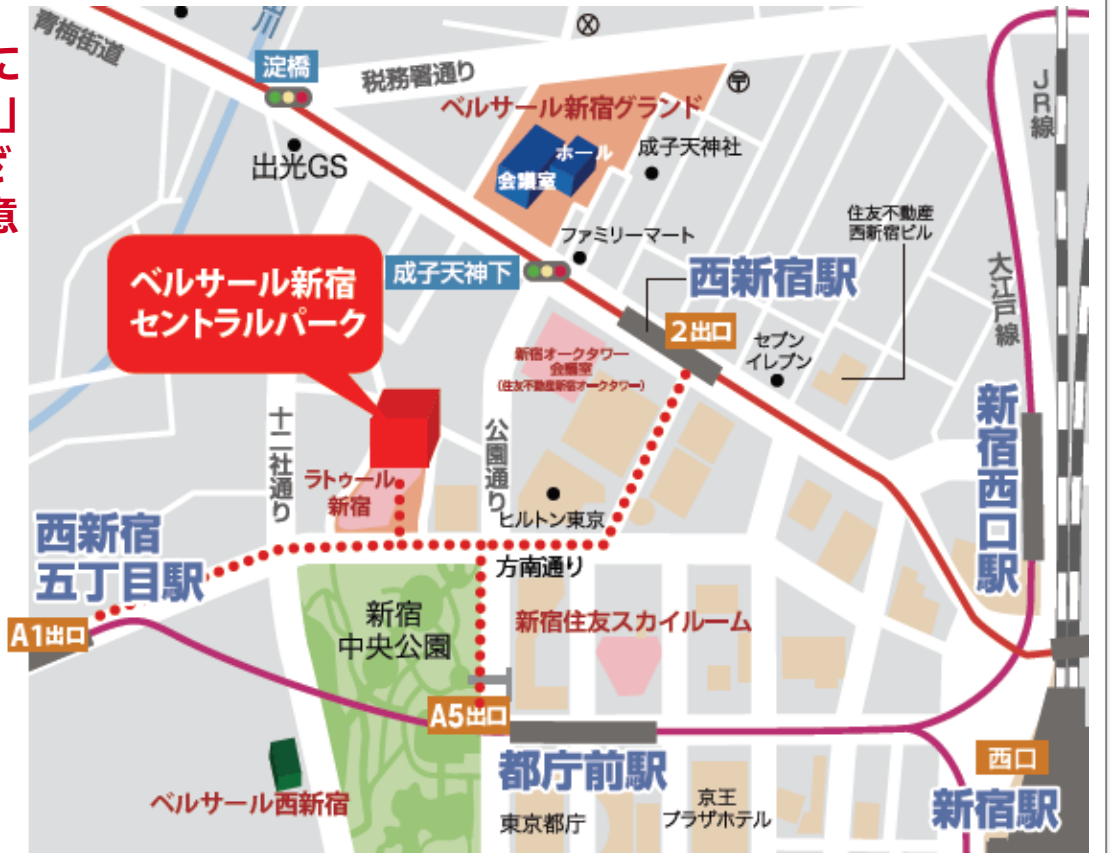 に
」
ど
意
青梅街道
川
淀橋
税務署通り
ベルサール新宿グランド
ホール
会議室
成子天神社
出光GS
JR線
ファミリーマート
住友不動産
西新宿ビル
成子天神下
西新宿駅
ベルサール新宿
セントラルパーク
2出口
セブン
イレブン
大江戸線
新宿オークタワー
会議室
(住友不動産新宿オークタワー)
十二社通り
公園通り
新宿西口駅
ラトゥール
新宿
ヒルトン東京
西新宿
五丁目駅
方南通り
A1出口
新宿
中央公園
新宿住友スカイルーム
A5出口
都庁前駅
西口
新宿駅
ベルサール西新宿
東京都庁
京王
プラザホテル